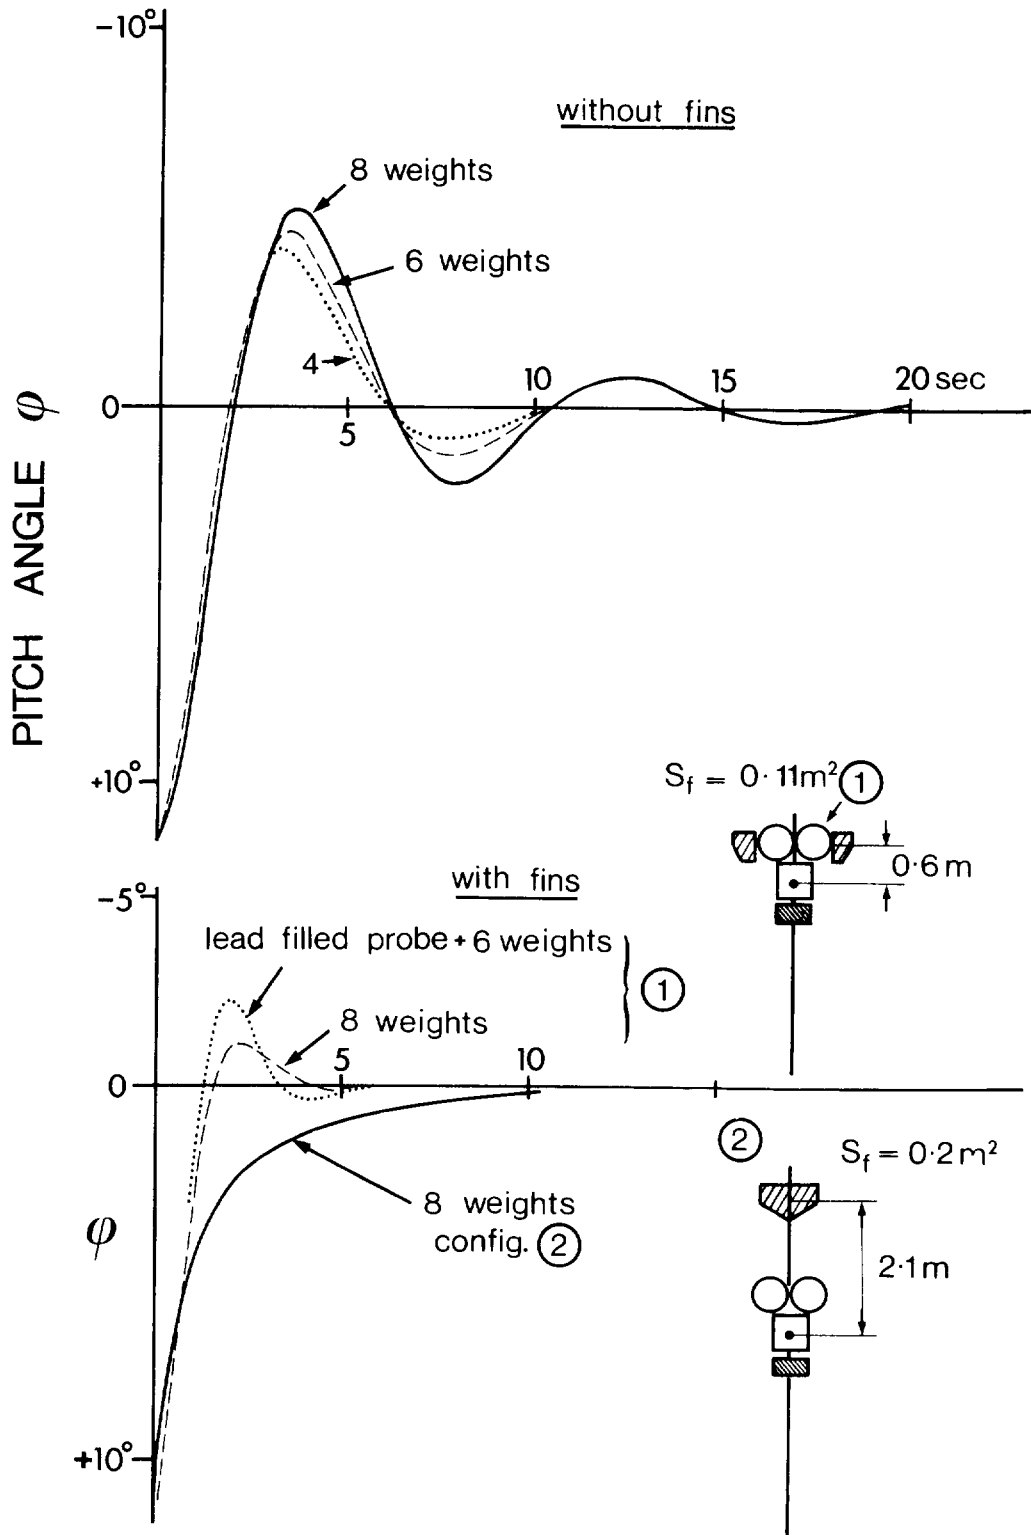 −10°
without fins
8 weights
6 weights
4
10
15
20 sec
0
5
PITCH ANGLE φ
+10°
S_f = 0·11m² ①
0·6 m
with fins
−5°
lead filled probe + 6 weights
①
8 weights
5
10
0
②
S_f = 0·2 m²
8 weights
config. ②
φ
2·1m
+10°